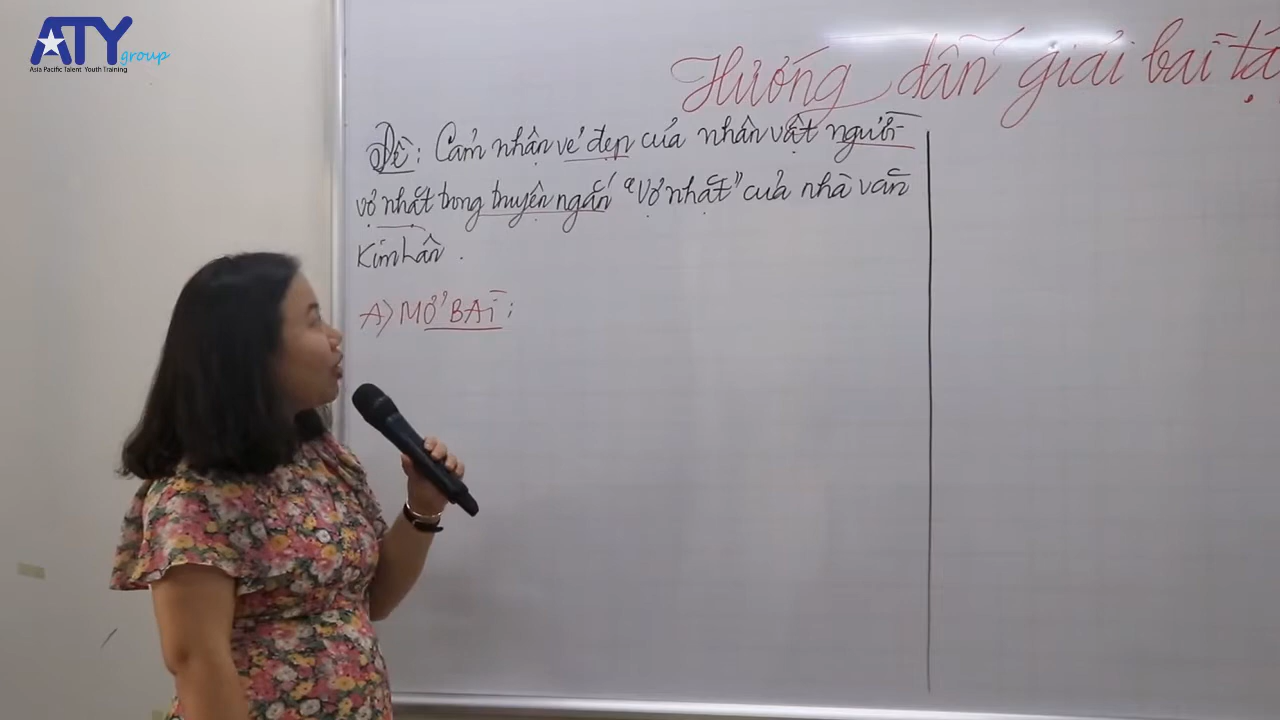 ATY group
Asia Pacific Talent Youth Training
Hướng dẫn giải bài tậ
Đề: Cảm nhận vẻ đẹp của nhân vật người
vợ nhặt trong truyện ngắn "Vợ nhặt" của nhà văn
Kim Lân.
A) MỞ BÀI: